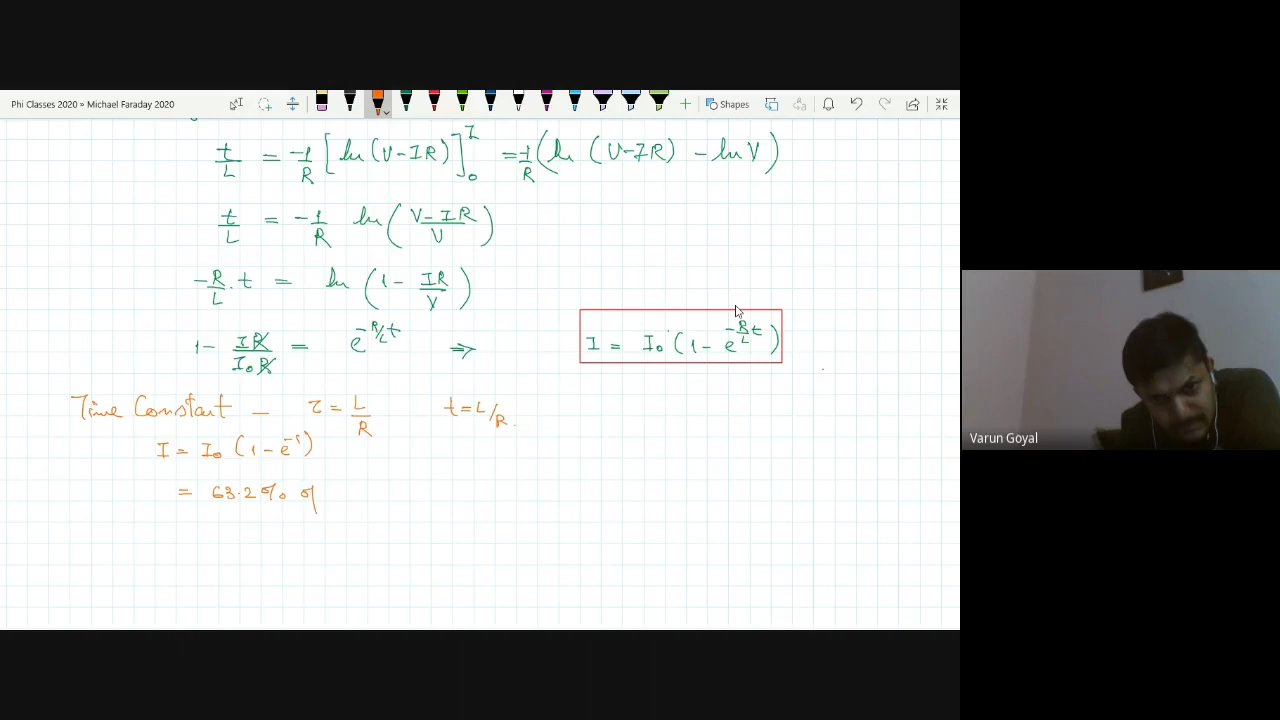 Phi Classes 2020 » Michael Faraday 2020
Shapes
t/L = -1/R [ln(V-IR)]₀ᴵ = -1/R (ln (V-IR) - ln V)
t/L = -1/R ln((V-IR)/V)
-R/L . t = ln (1 - IR/V)
1 - IR/I₀R = e^(-R/L t) ⇒ I = I₀ (1 - e^(-R/L t))
Time Constant - τ = L/R t = L/R.
I = I₀ (1 - e⁻¹)
= 63.2% of
Varun Goyal